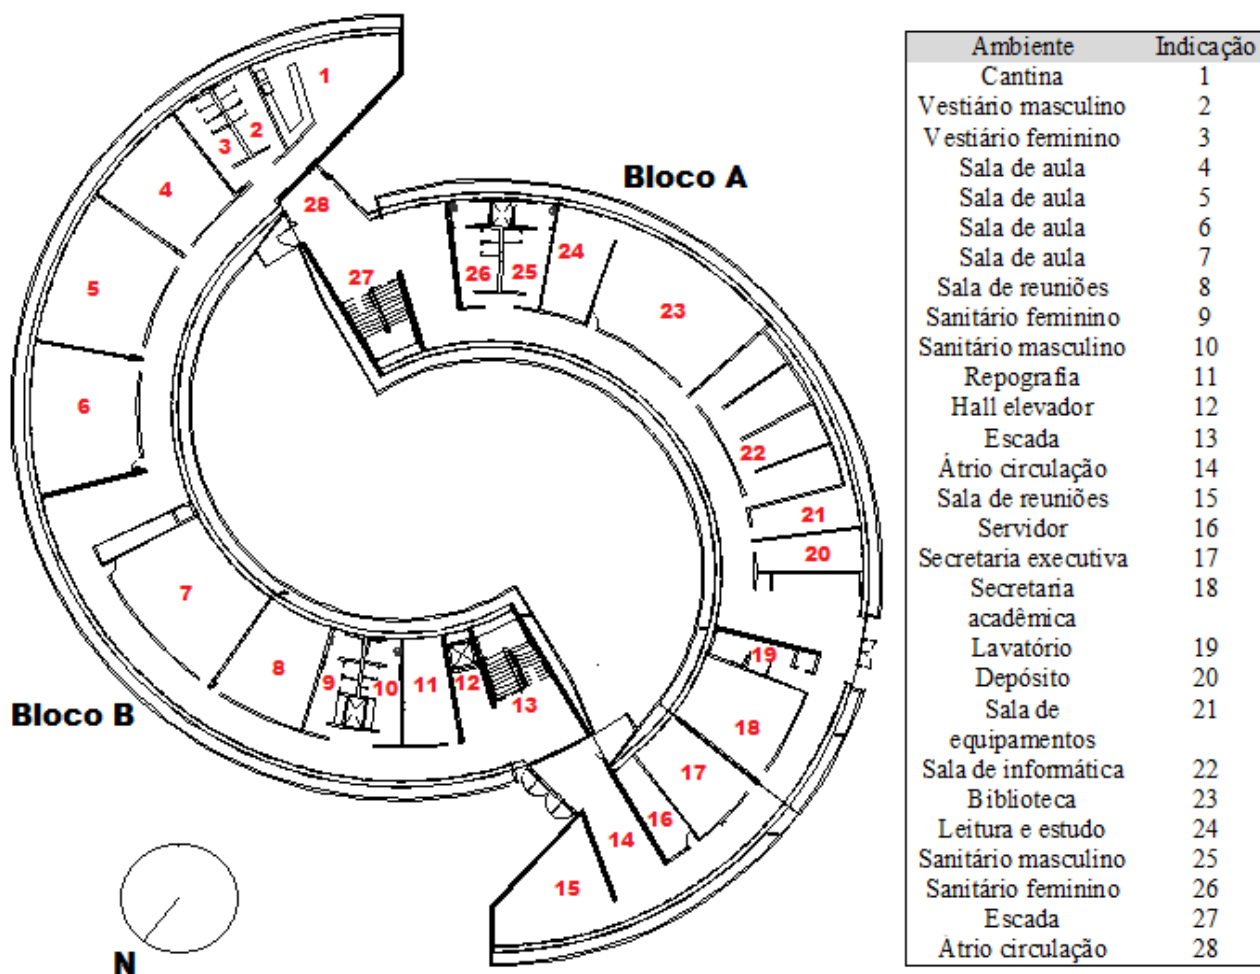 1
2
3
4
5
6
7
8
9
10
11
12
13
14
15
16
17
18
19
20
21
22
23
24
25
26
27
28
Bloco A
Bloco B
N
Ambiente Indicação
Cantina 1
Vestiário masculino 2
Vestiário feminino 3
Sala de aula 4
Sala de aula 5
Sala de aula 6
Sala de aula 7
Sala de reuniões 8
Sanitário feminino 9
Sanitário masculino 10
Repografia 11
Hall elevador 12
Escada 13
Átrio circulação 14
Sala de reuniões 15
Servidor 16
Secretaria executiva 17
Secretaria 18
acadêmica
Lavatório 19
Depósito 20
Sala de 21
equipamentos
Sala de informática 22
Biblioteca 23
Leitura e estudo 24
Sanitário masculino 25
Sanitário feminino 26
Escada 27
Átrio circulação 28